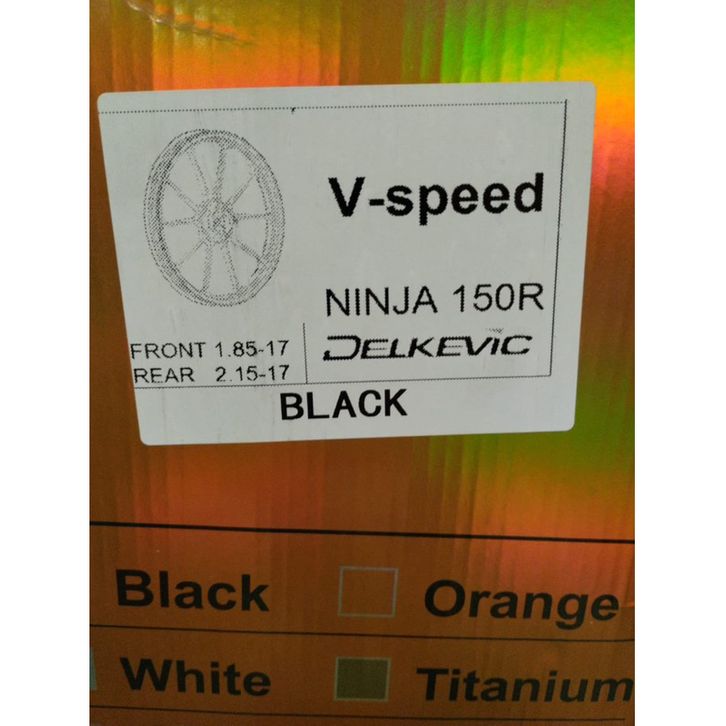 V-speed
NINJA 150R
FRONT 1.85-17
REAR 2.15-17
DELKEVIC
BLACK
Black
Orange
White
Titanium